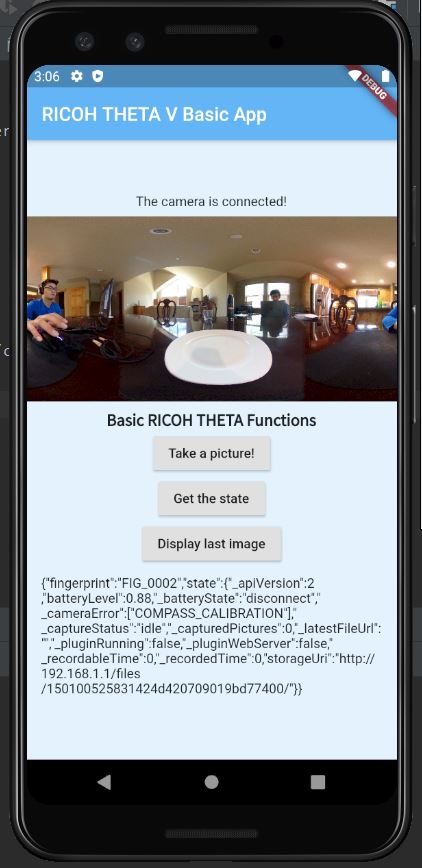 3:06
DEBUG
RICOH THETA V Basic App
The camera is connected!
Basic RICOH THETA Functions
Take a picture!
Get the state
Display last image
{"fingerprint":"FIG_0002","state":{"_apiVersion":2
,"batteryLevel":0.88,"_batteryState":"disconnect","
_cameraError":["COMPASS_CALIBRATION"],"
_captureStatus":"idle","_capturedPictures":0,"_latestFileUrl":
"","_pluginRunning":false,"_pluginWebServer":false,"
_recordableTime":0,"_recordedTime":0,"storageUri":"http://
192.168.1.1/files
/150100525831424d420709019bd77400/"}}